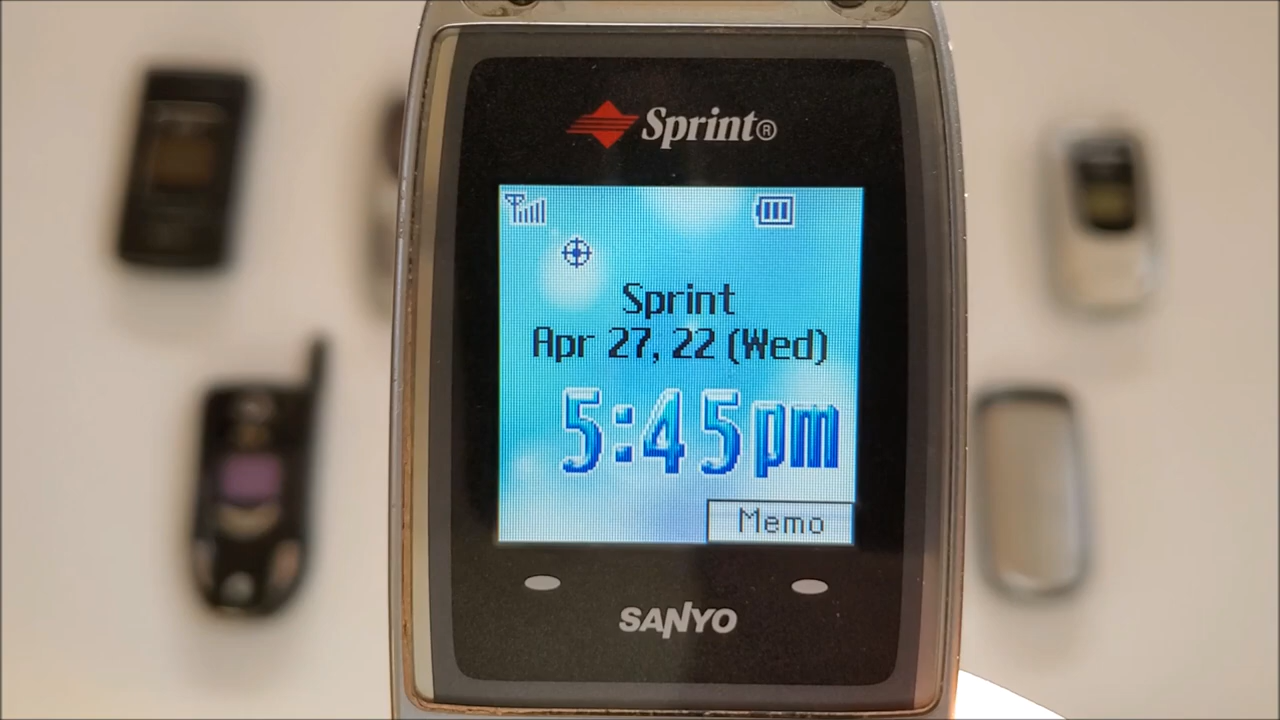 Sprint®
Sprint
Apr 27, 22 (Wed)
5:45pm
Memo
SANYO